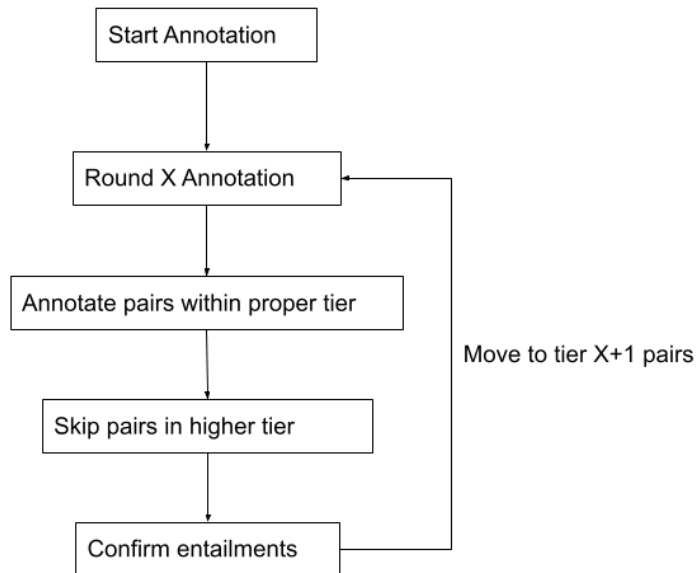 Start Annotation
Round X Annotation
Annotate pairs within proper tier
Move to tier X+1 pairs
Skip pairs in higher tier
Confirm entailments